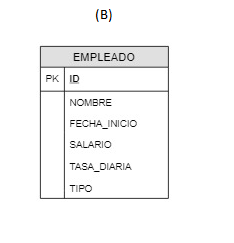 (B)
EMPLEADO
PK ID
NOMBRE
FECHA_INICIO
SALARIO
TASA_DIARIA
TIPO